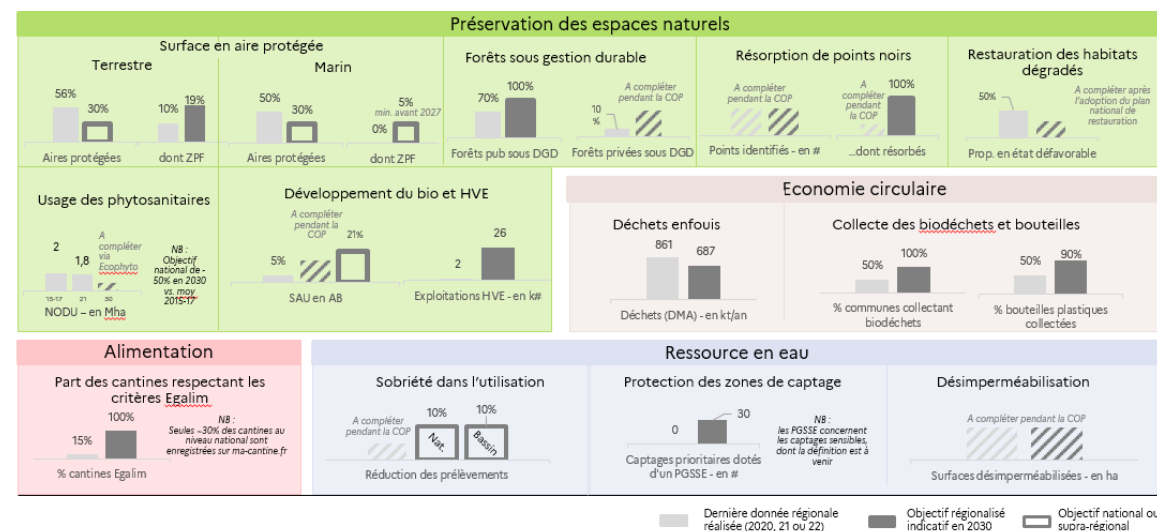 Préservation des espaces naturels
Surface en aire protégée
Terrestre
56%
30%
Aires protégées
10%
19%
dont ZPF
Marin
50%
30%
Aires protégées
5%
min. avant 2027
0%
dont ZPF
Forêts sous gestion durable
70%
100%
Forêts pub sous DGD
10
%
A compléter
pendant la COP
Forêts privées sous DGD
Résorption de points noirs
A compléter
pendant la COP
Points identifiés - en #
A
compléter
pendant
la COP
100%
...dont résorbés
Restauration des habitats
dégradés
50%
A compléter après
l'adoption du plan
national de
restauration
Prop. en état défavorable
Usage des phytosanitaires
2
1,8
A
compléter
via
Ecophyto
15-17
21
30
NODU – en Mha
NB :
Objectif
national de -
50% en 2030
vs. moy
2015-17
Développement du bio et HVE
5%
A compléter
pendant la
COP
21%
SAU en AB
2
26
Exploitations HVE - en k#
Economie circulaire
Déchets enfouis
861
687
Déchets (DMA) - en kt/an
Collecte des biodéchets et bouteilles
50%
100%
% communes collectant
biodéchets
50%
90%
% bouteilles plastiques
collectées
Alimentation
Part des cantines respectant les
critères Egalim
15%
100%
% cantines Egalim
NB :
Seules ~30% des cantines au
niveau national sont
enregistrées sur ma-cantine.fr
Ressource en eau
Sobriété dans l'utilisation
A compléter
pendant la COP
10%
Nat.
10%
Bassin
Réduction des prélèvements
Protection des zones de captage
0
30
Captages prioritaires dotés
d'un PGSSE - en #
NB :
les PGSSE concernent
les captages sensibles,
dont la définition est à
venir
Désimperméabilisation
A compléter pendant la COP
Surfaces désimperméabilisées - en ha
Dernière donnée régionale
réalisée (2020, 21 ou 22)
Objectif régionalisé
indicatif en 2030
Objectif national ou
supra-régional